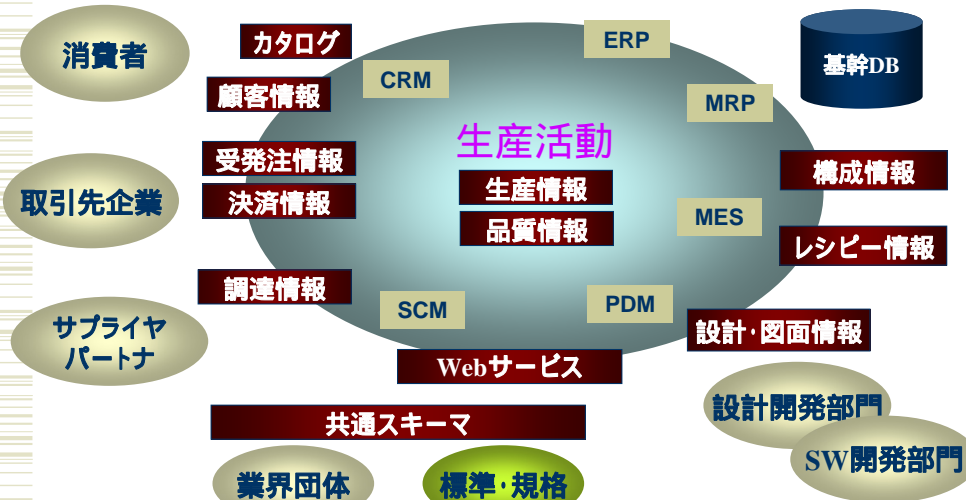 消費者
カタログ
ERP
基幹DB
CRM
顧客情報
MRP
生産活動
受発注情報
構成情報
取引先企業
決済情報
生産情報
MES
品質情報
レシピー情報
調達情報
SCM
PDM
サプライヤ
パートナ
設計・図面情報
Webサービス
共通スキーマ
設計開発部門
SW開発部門
業界団体
標準・規格